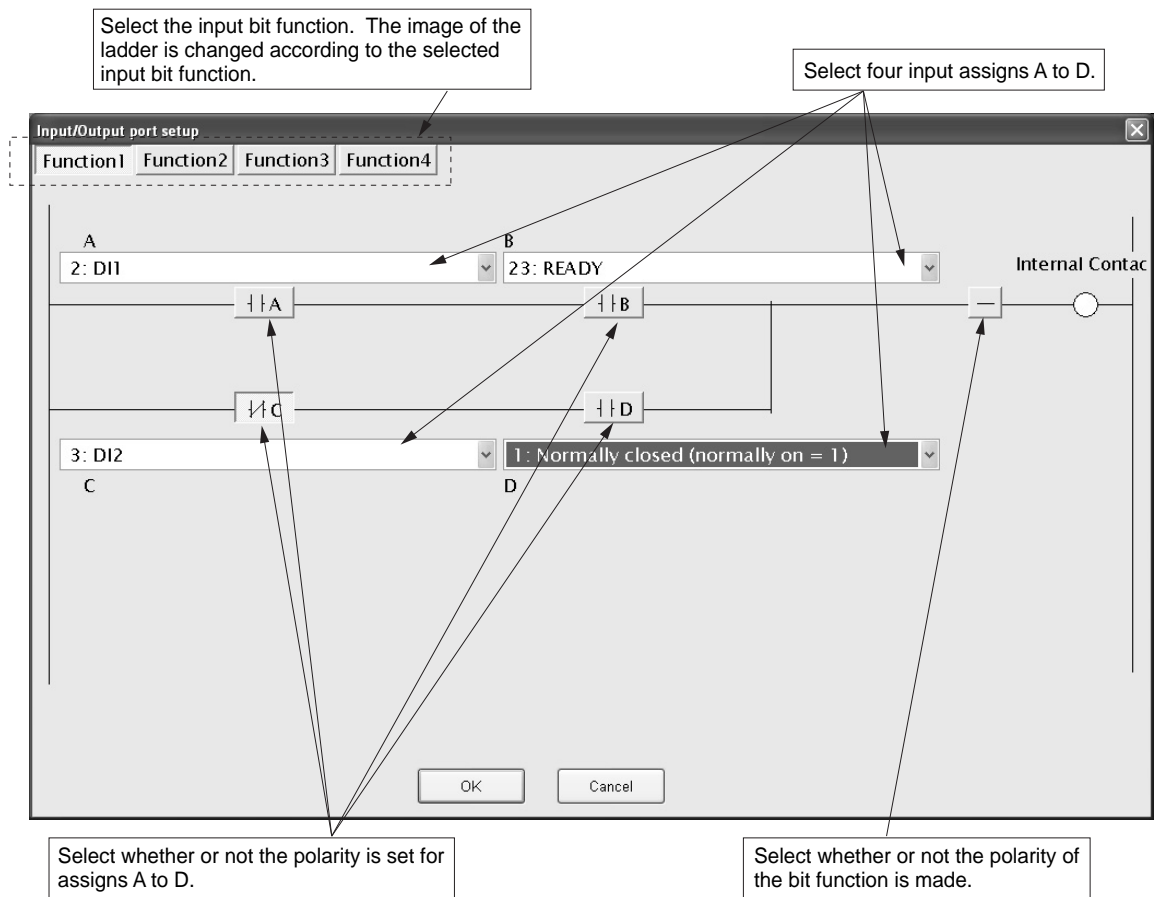 Select the input bit function. The image of the
ladder is changed according to the selected
input bit function.
Select four input assigns A to D.
Input/Output port setup
Function1 Function2 Function3 Function4
A B
2: DI1 23: READY
Internal Contac
A B
C D
3: DI2 1: Normally closed (normally on = 1)
C D
OK Cancel
Select whether or not the polarity is set for
assigns A to D.
Select whether or not the polarity of
the bit function is made.